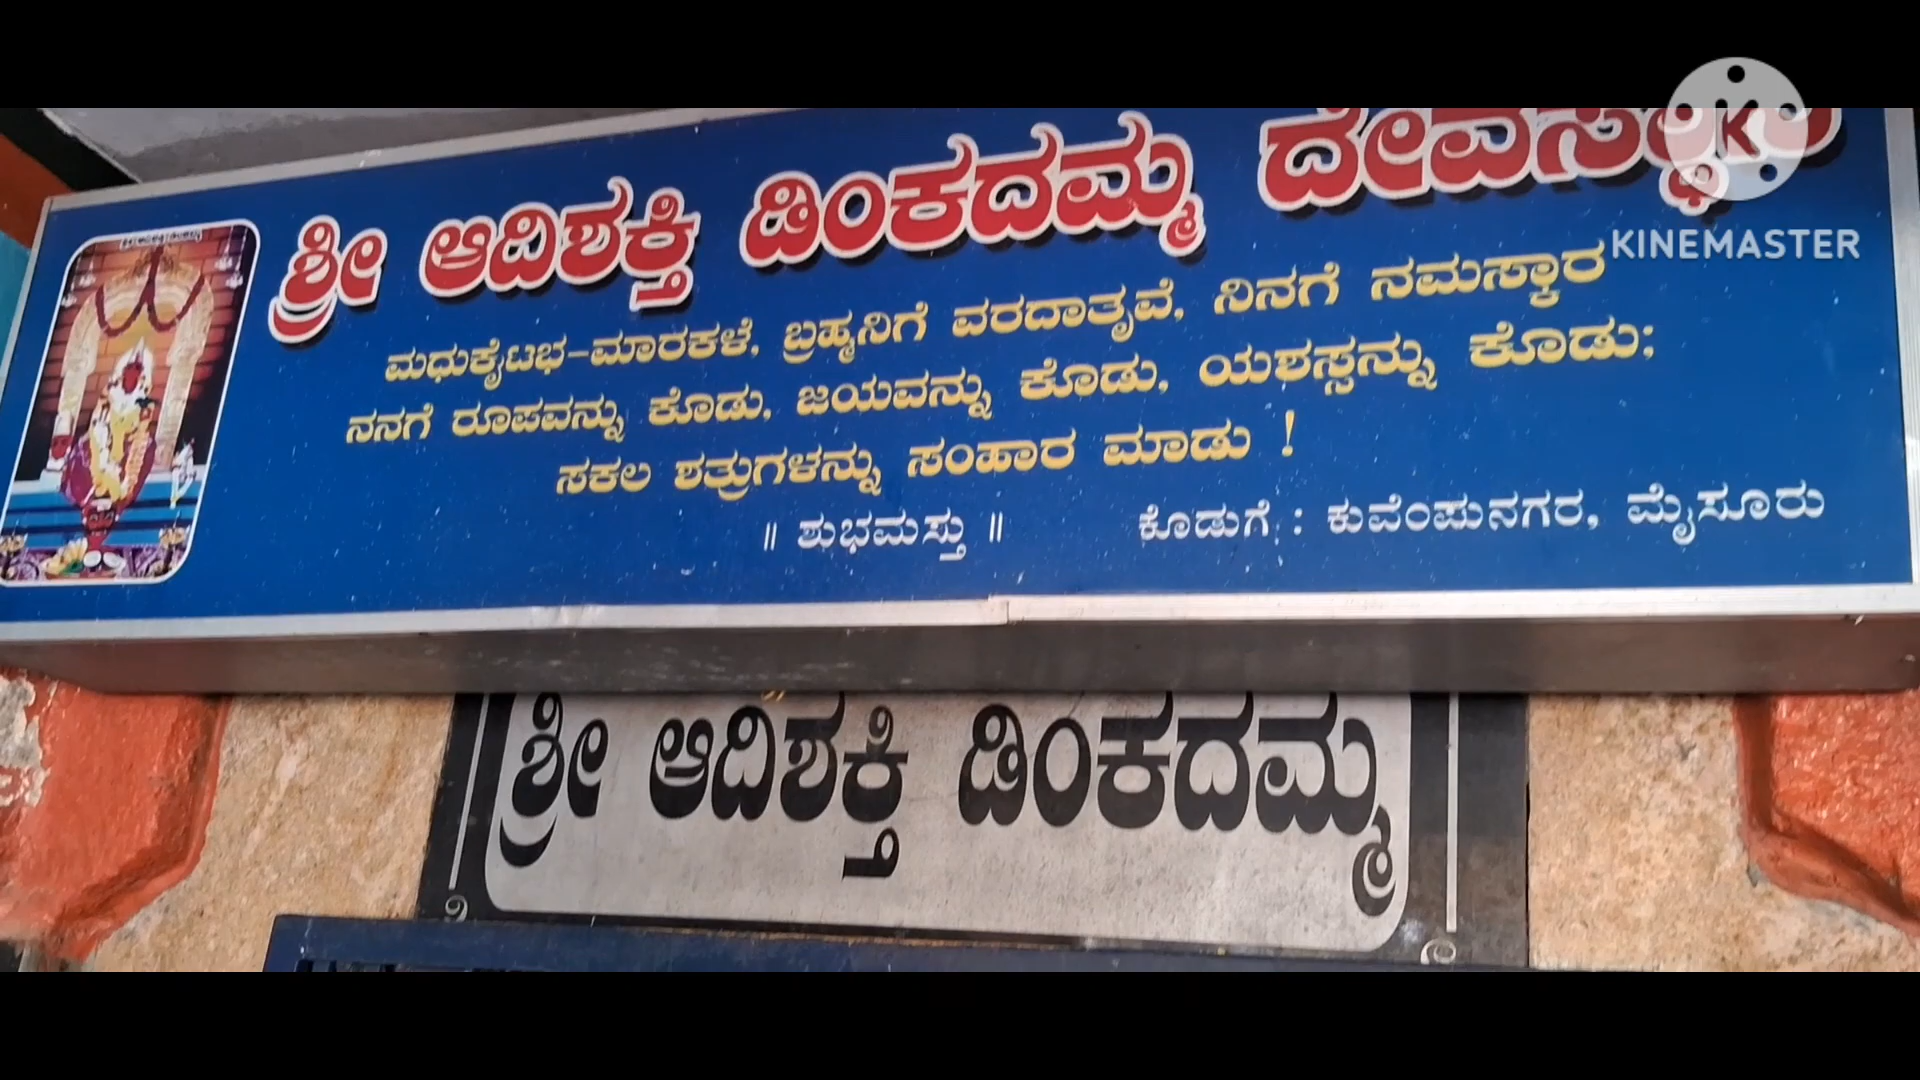 ಶ್ರೀ ಆದಿಶಕ್ತಿ ಡಿಂಕದಮ್ಮ ದೇವಸ್ಥಾನ
ಮಧುಕೈಟಭ-ಮಾರಕಳೆ, ಬ್ರಹ್ಮನಿಗೆ ವರದಾತೃವೆ, ನಿನಗೆ ನಮಸ್ಕಾರ
ನನಗೆ ರೂಪವನ್ನು ಕೊಡು, ಜಯವನ್ನು ಕೊಡು, ಯಶಸ್ಸನ್ನು ಕೊಡು;
ಸಕಲ ಶತ್ರುಗಳನ್ನು ಸಂಹಾರ ಮಾಡು !
॥ ಶುಭಮಸ್ತು ॥ ಕೊಡುಗೆ : ಕುವೆಂಪುನಗರ, ಮೈಸೂರು
ಶ್ರೀ ಆದಿಶಕ್ತಿ ಡಿಂಕದಮ್ಮ
K
KINEMASTER